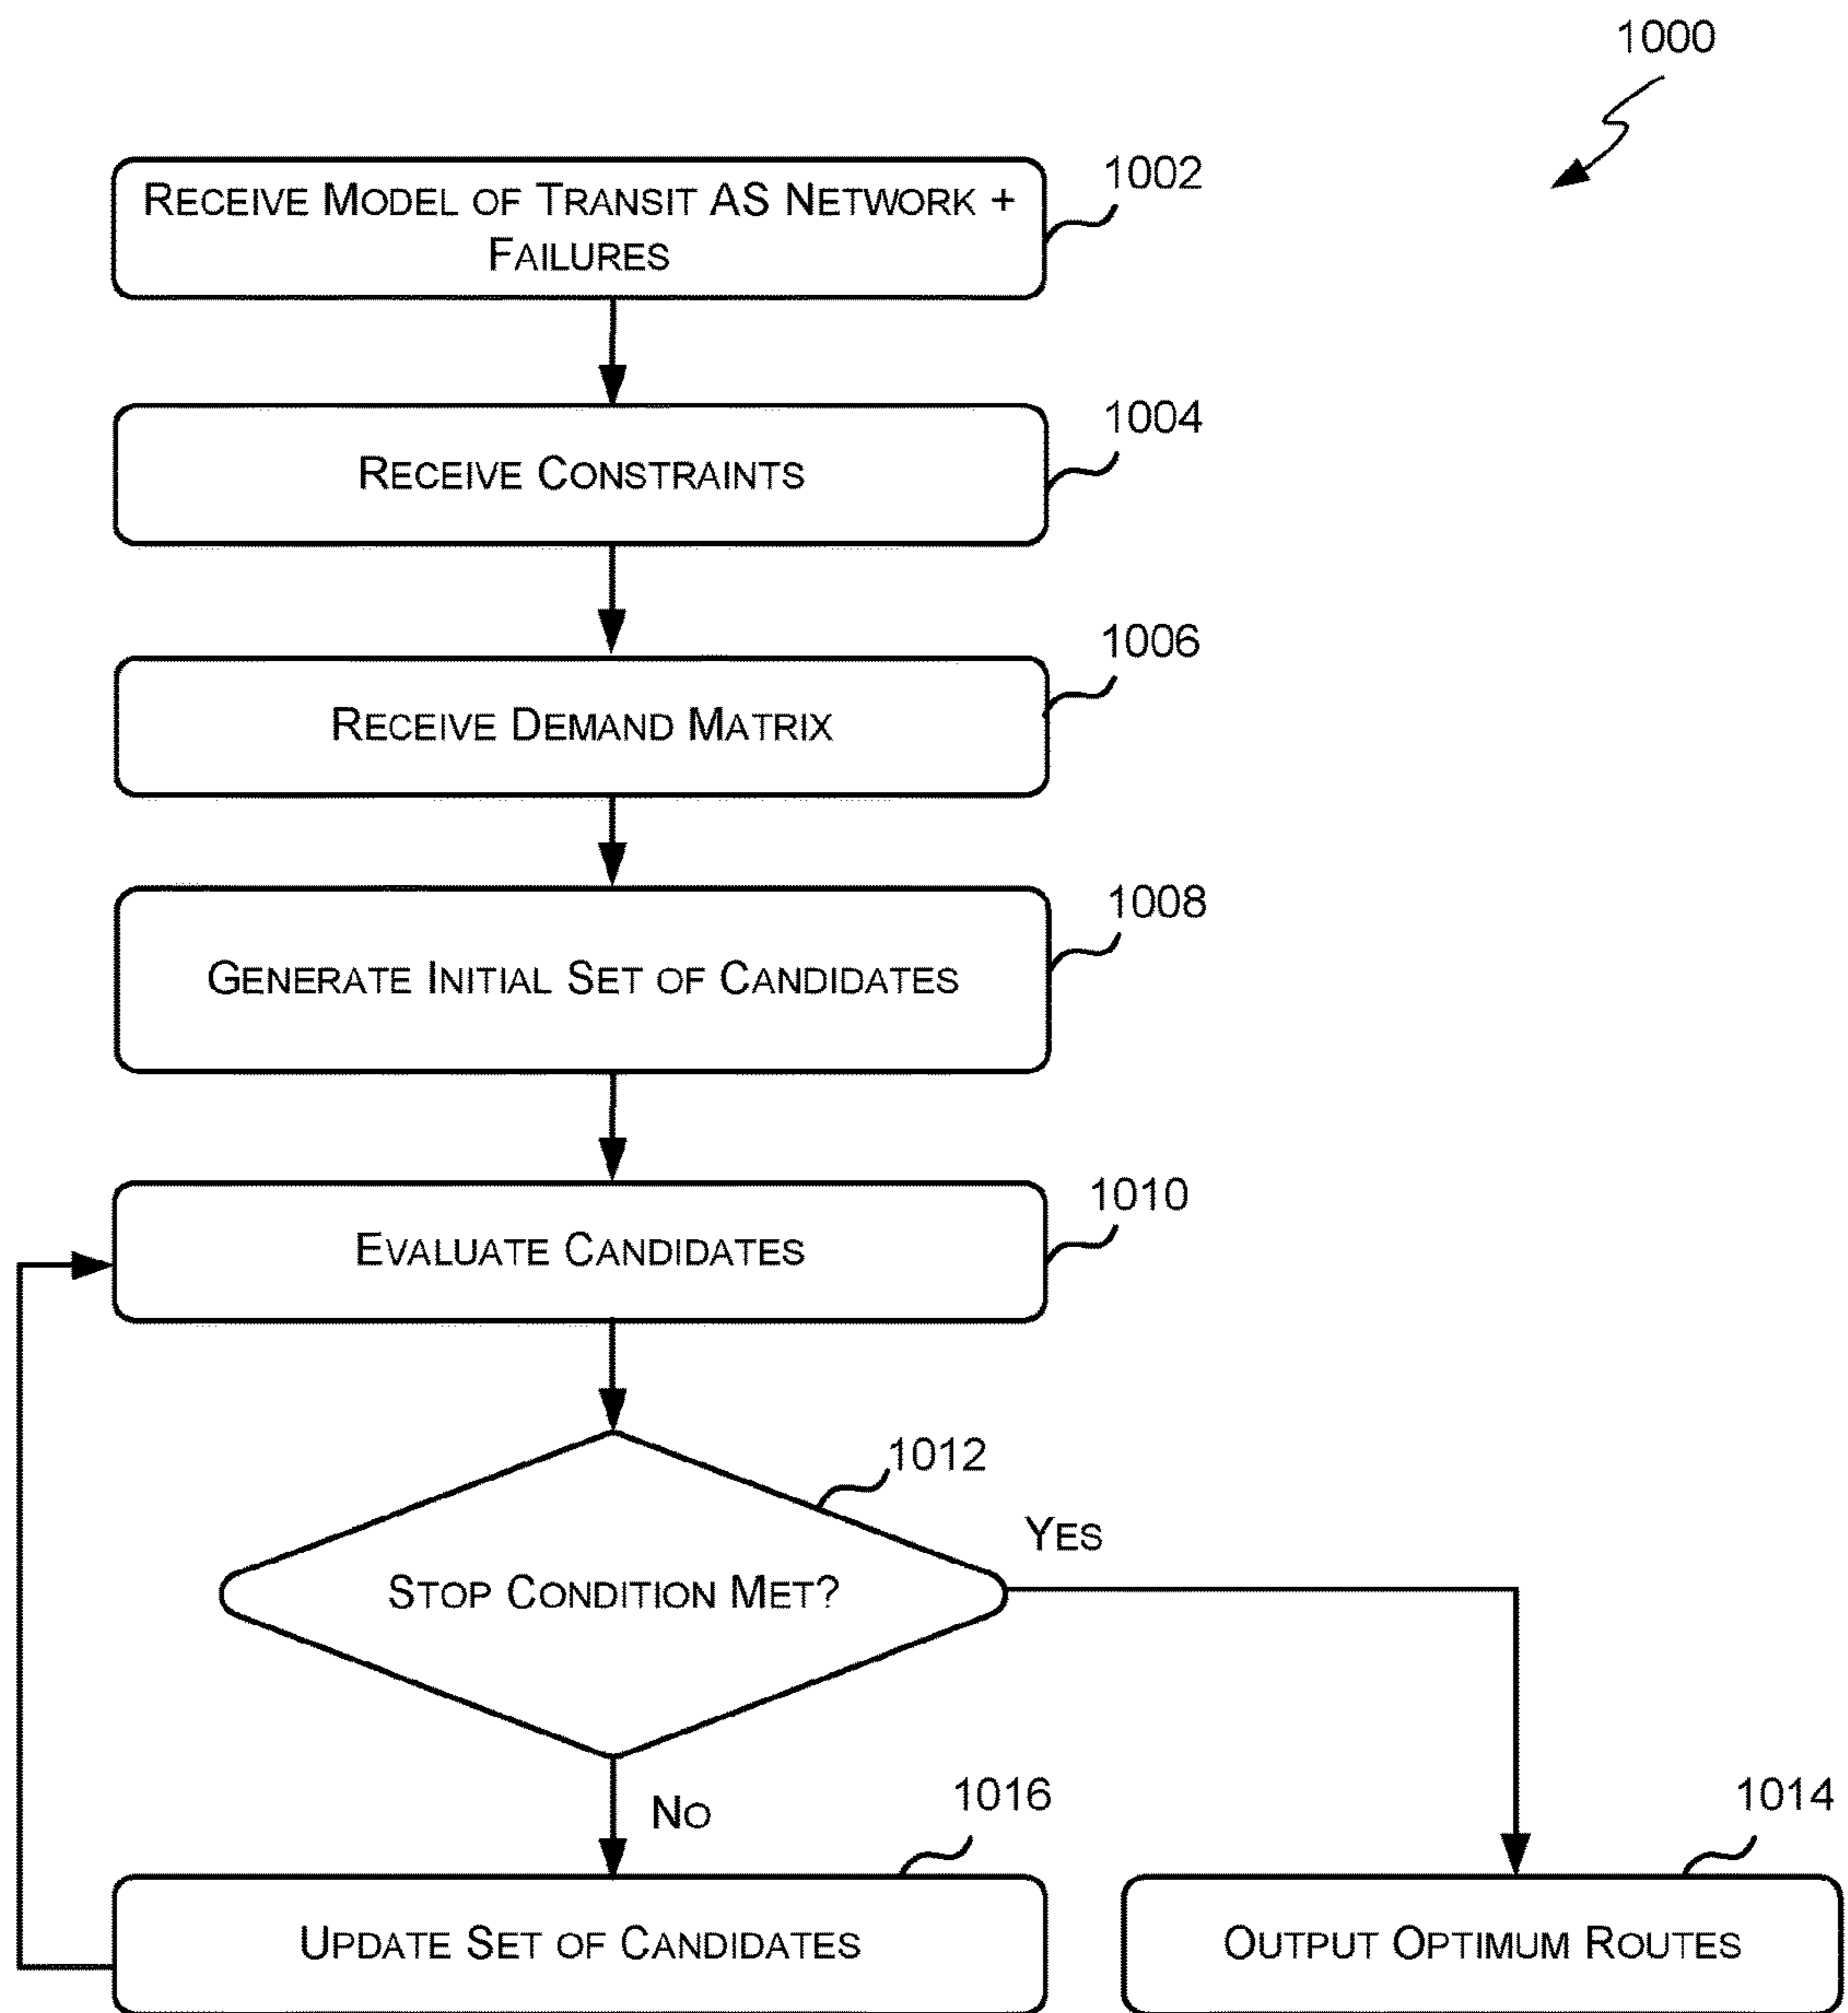 1000
1002
Receive Model of Transit AS Network +
Failures
1004
Receive Constraints
1006
Receive Demand Matrix
1008
Generate Initial Set of Candidates
1010
Evaluate Candidates
1012
Yes
Stop Condition Met?
No
1016
1014
Update Set of Candidates
Output Optimum Routes